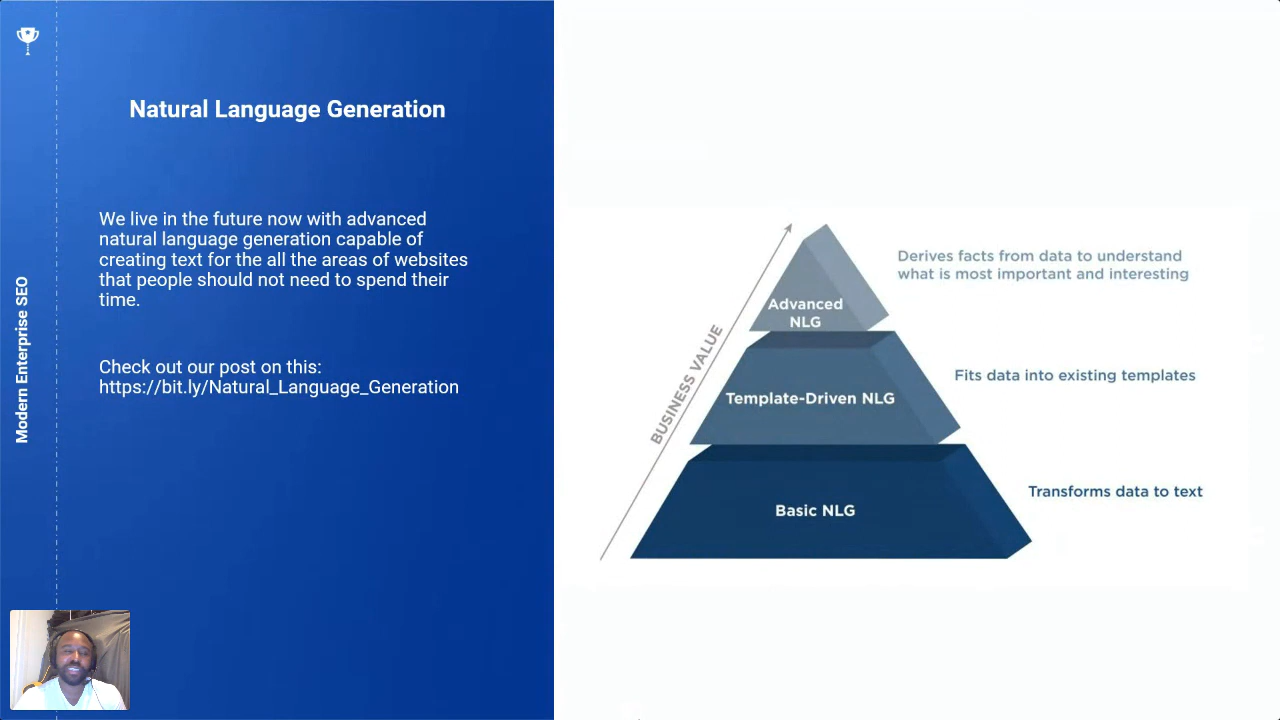 Modern Enterprise SEO
Natural Language Generation
We live in the future now with advanced
natural language generation capable of
creating text for the all the areas of websites
that people should not need to spend their
time.
Check out our post on this:
https://bit.ly/Natural_Language_Generation
BUSINESS VALUE
Advanced
NLG
Derives facts from data to understand
what is most important and interesting
Template-Driven NLG
Fits data into existing templates
Basic NLG
Transforms data to text